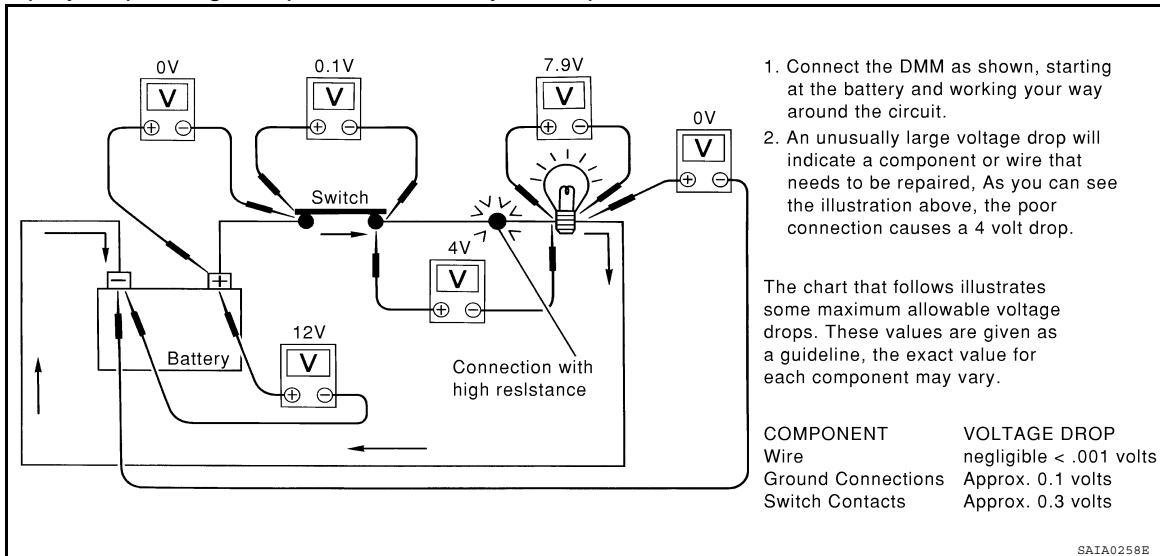 0V
0.1V
7.9V
0V
V
V
V
V
Switch
4V
V
12V
V
Battery
Connection with
high reslstance
1. Connect the DMM as shown, starting
at the battery and working your way
around the circuit.
2. An unusually large voltage drop will
indicate a component or wire that
needs to be repaired, As you can see
the illustration above, the poor
connection causes a 4 volt drop.
The chart that follows illustrates
some maximum allowable voltage
drops. These values are given as
a guideline, the exact value for
each component may vary.
COMPONENT VOLTAGE DROP
Wire negligible < .001 volts
Ground Connections Approx. 0.1 volts
Switch Contacts Approx. 0.3 volts
SAIA0258E